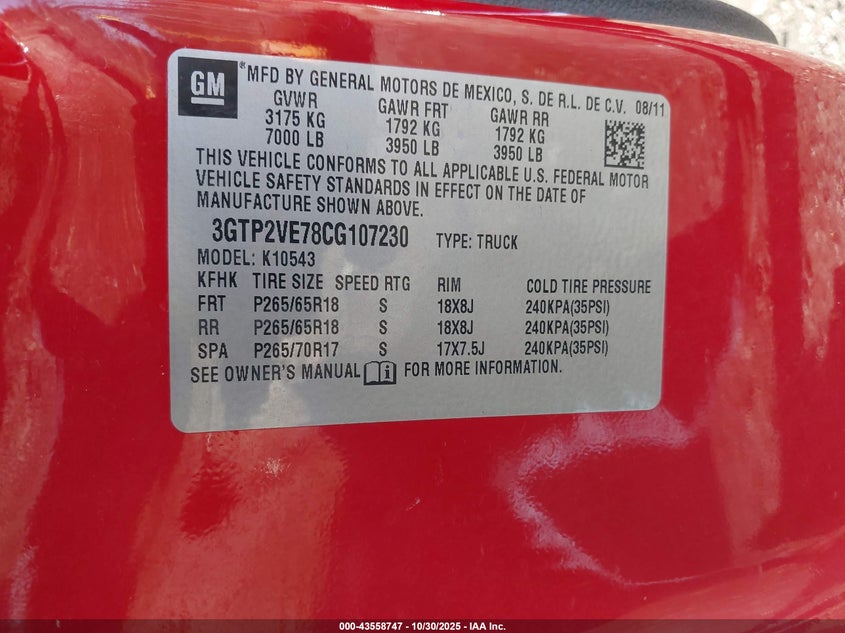 GM
®MFD BY GENERAL MOTORS DE MEXICO, S. DE R.L. DE C.V. 08/11
GVWR GAWR FRT GAWR RR
3175 KG 1792 KG 1792 KG
7000 LB 3950 LB 3950 LB
THIS VEHICLE CONFORMS TO ALL APPLICABLE U.S. FEDERAL MOTOR
VEHICLE SAFETY STANDARDS IN EFFECT ON THE DATE OF
MANUFACTURE SHOWN ABOVE.
3GTP2VE78CG107230 TYPE: TRUCK
MODEL: K10543
KFHK TIRE SIZE SPEED RTG RIM COLD TIRE PRESSURE
FRT P265/65R18 S 18X8J 240KPA(35PSI)
RR P265/65R18 S 18X8J 240KPA(35PSI)
SPA P265/70R17 S 17X7.5J 240KPA(35PSI)
SEE OWNER'S MANUAL FOR MORE INFORMATION.
000-43558747 - 10/30/2025 - IAA Inc.